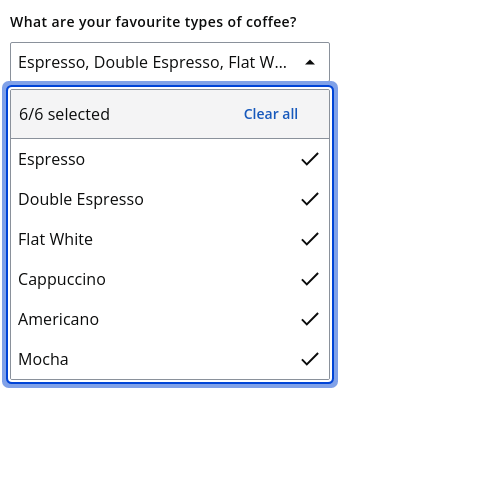 What are your favourite types of coffee?
Espresso, Double Espresso, Flat W...
6/6 selected Clear all
Espresso
Double Espresso
Flat White
Cappuccino
Americano
Mocha